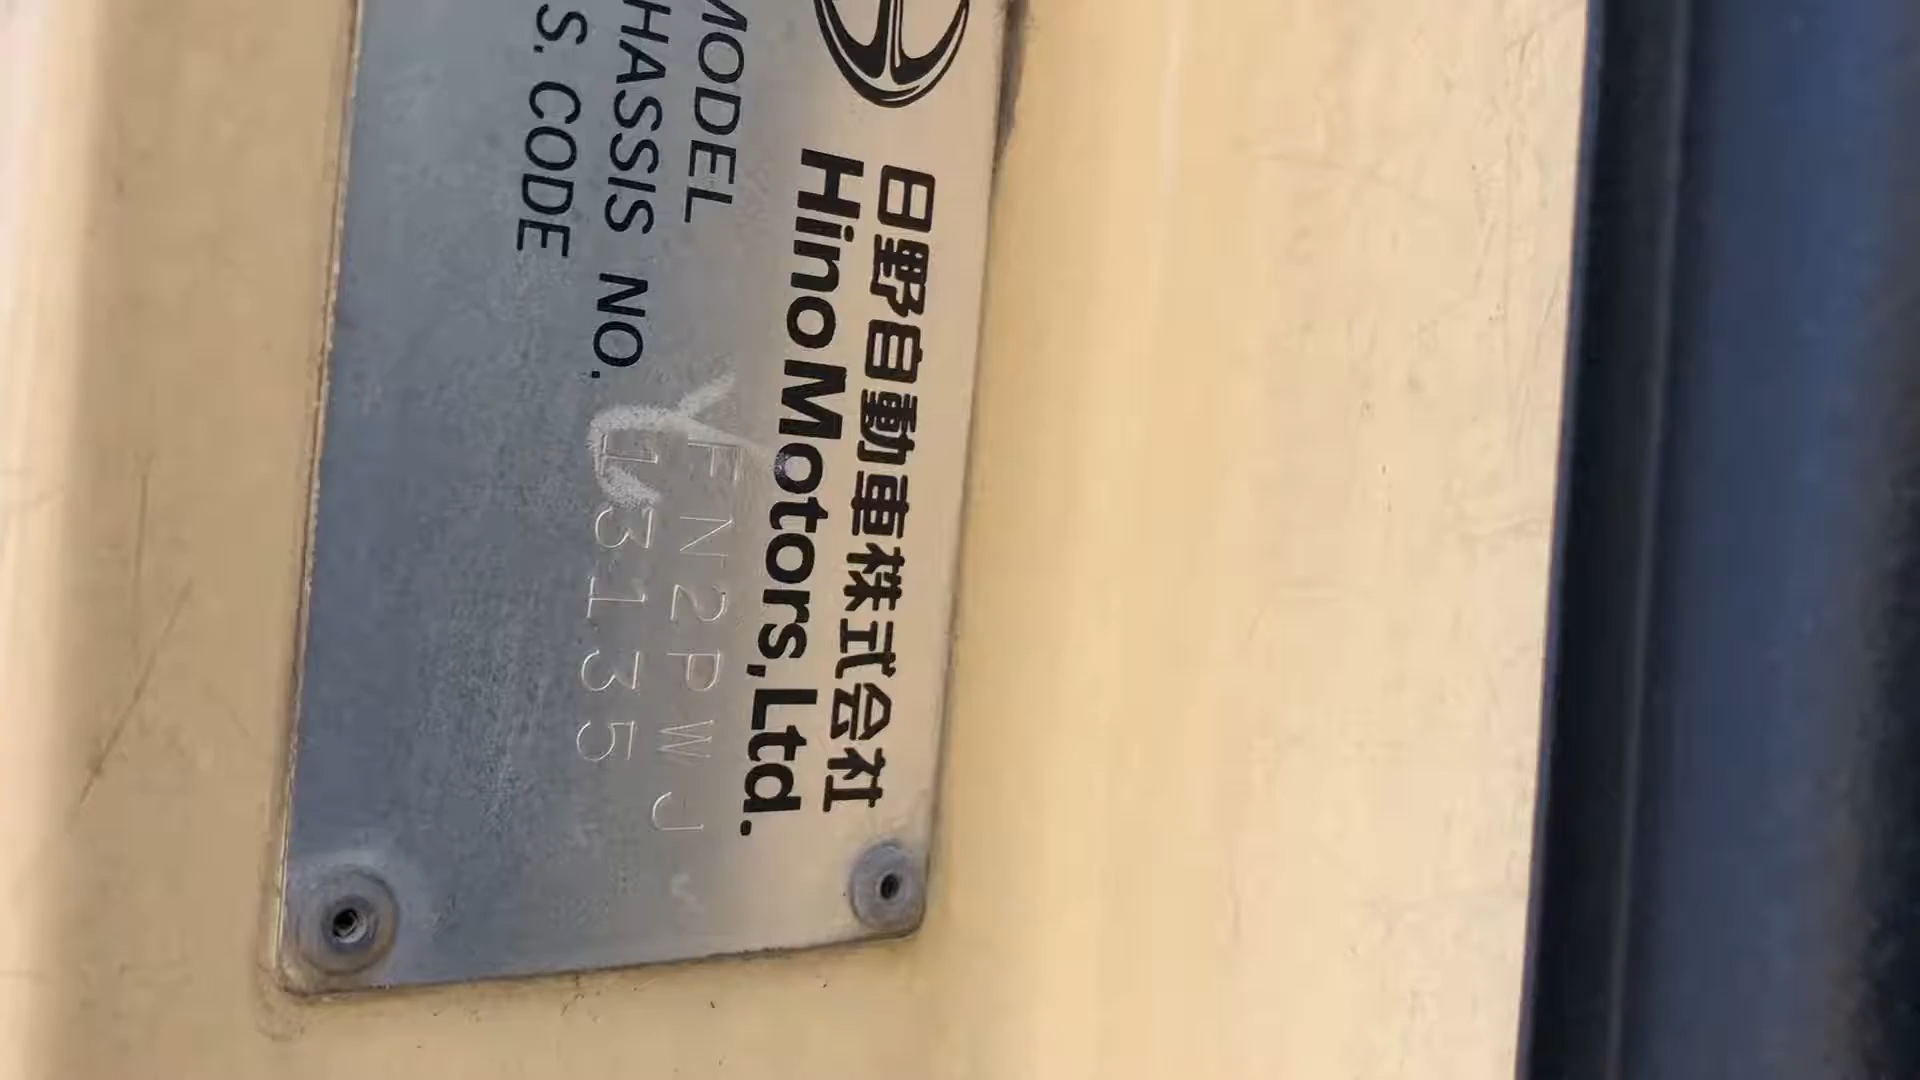 日野自動車株式会社
Hino Motors, Ltd.
MODEL FN2PWJ
HASSIS NO. 13135
S. CODE